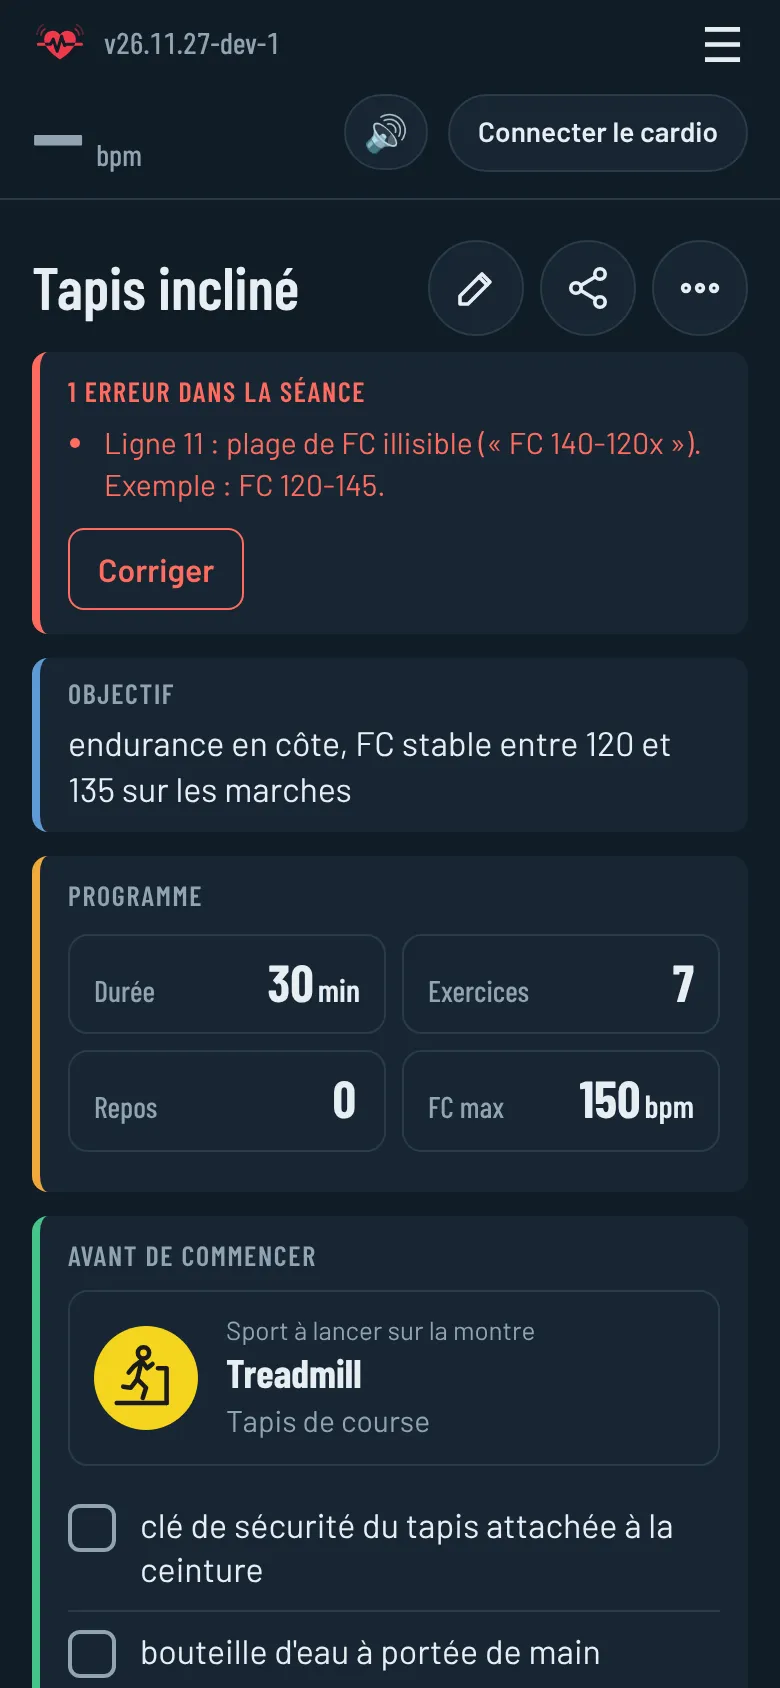 v26.11.27-dev-1
— bpm
Connecter le cardio
Tapis incliné
1 ERREUR DANS LA SÉANCE
• Ligne 11 : plage de FC illisible (« FC 140-120x »).
Exemple : FC 120-145.
Corriger
OBJECTIF
endurance en côte, FC stable entre 120 et
135 sur les marches
PROGRAMME
Durée 30 min
Exercices 7
Repos 0
FC max 150 bpm
AVANT DE COMMENCER
Sport à lancer sur la montre
Treadmill
Tapis de course
clé de sécurité du tapis attachée à la
ceinture
bouteille d'eau à portée de main